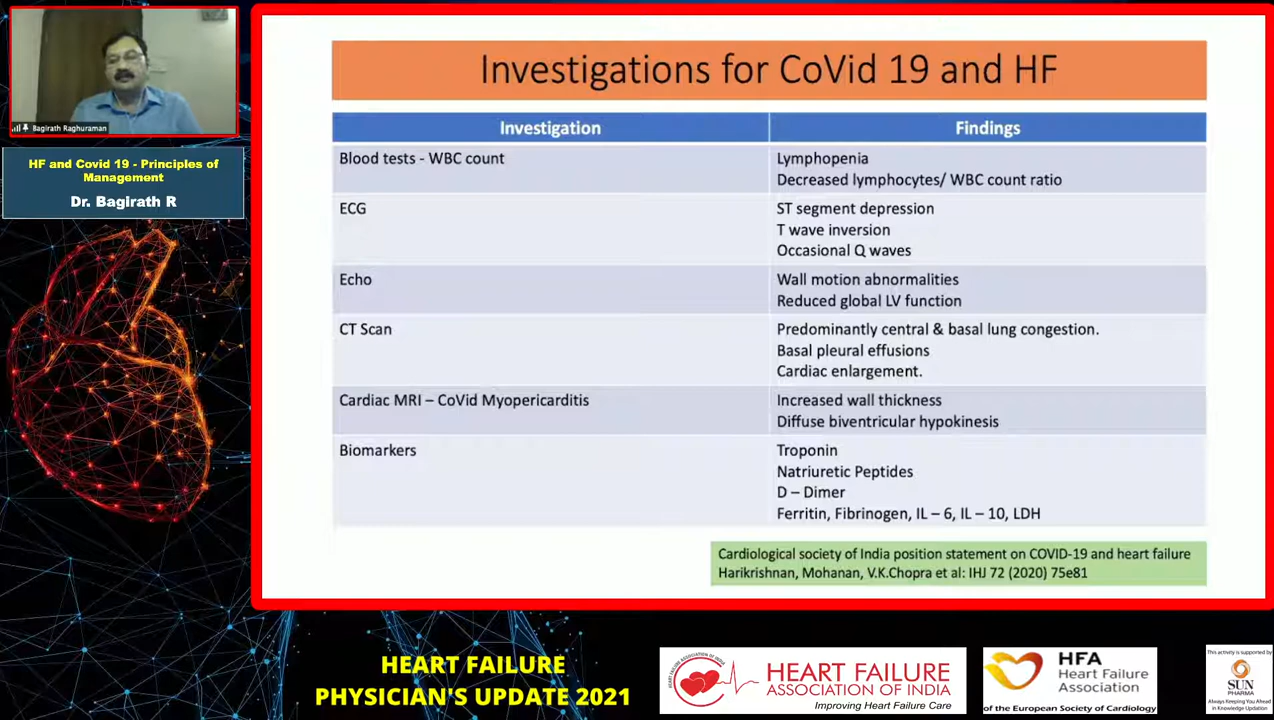 Bagirath Raghuraman
HF and Covid 19 - Principles of
Management
Dr. Bagirath R
Investigations for CoVid 19 and HF
Investigation Findings
Blood tests - WBC count Lymphopenia
Decreased lymphocytes/ WBC count ratio
ECG ST segment depression
T wave inversion
Occasional Q waves
Echo Wall motion abnormalities
Reduced global LV function
CT Scan Predominantly central & basal lung congestion.
Basal pleural effusions
Cardiac enlargement.
Cardiac MRI – CoVid Myopericarditis Increased wall thickness
Diffuse biventricular hypokinesis
Biomarkers Troponin
Natriuretic Peptides
D – Dimer
Ferritin, Fibrinogen, IL – 6, IL – 10, LDH
Cardiological society of India position statement on COVID-19 and heart failure
Harikrishnan, Mohanan, V.K.Chopra et al: IHJ 72 (2020) 75e81
HEART FAILURE
PHYSICIAN'S UPDATE 2021
HEART FAILURE ASSOCIATION OF INDIA
HEART FAILURE
ASSOCIATION OF INDIA
Improving Heart Failure Care
HFA
Heart Failure
Association
of the European Society of Cardiology
This activity is supported by
SUN
PHARMA
Always Keeping You Ahead
in Knowledge Updation